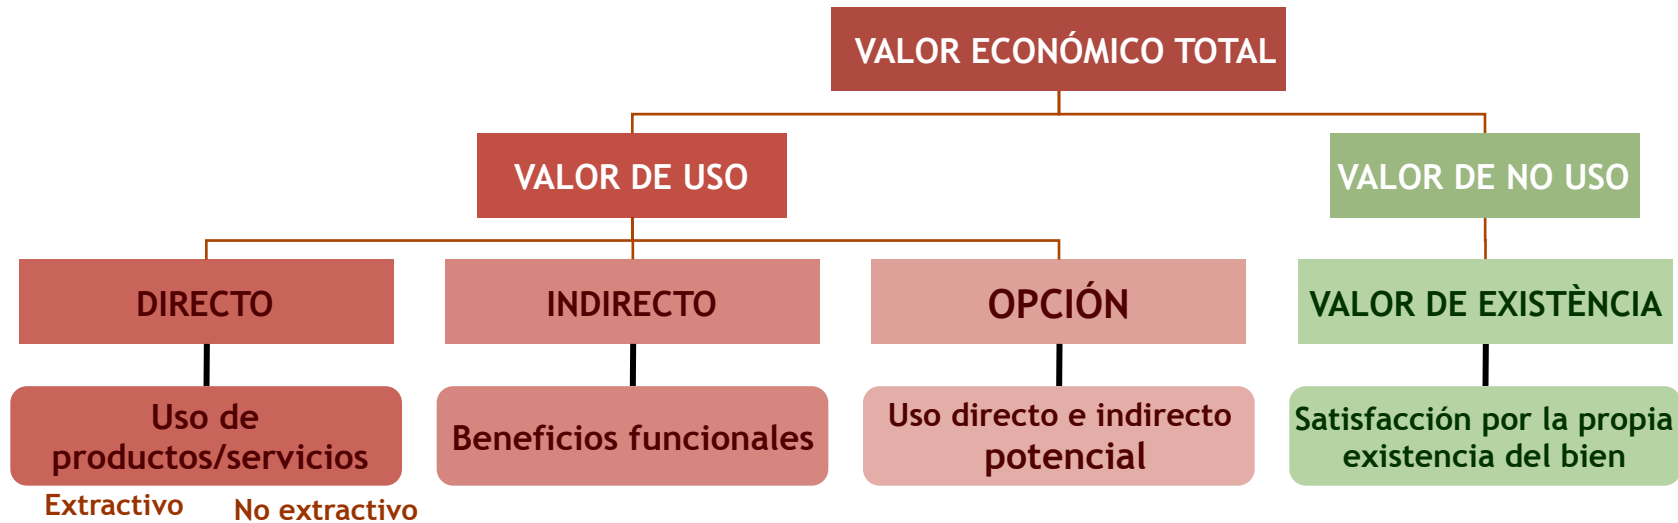 VALOR ECONÓMICO TOTAL
VALOR DE USO
VALOR DE NO USO
DIRECTO
INDIRECTO
OPCIÓN
VALOR DE EXISTÈNCIA
Uso de
productos/servicios
Beneficios funcionales
Uso directo e indirecto
potencial
Satisfacción por la propia
existencia del bien
Extractivo
No extractivo